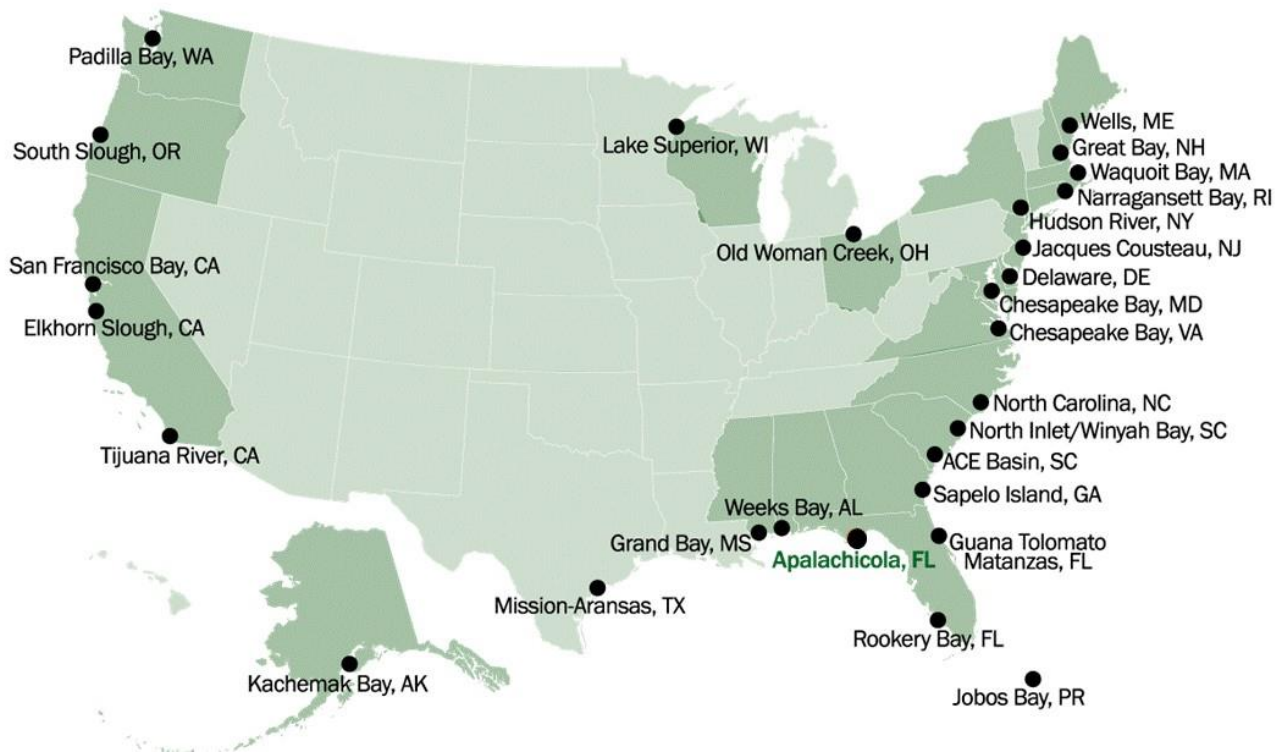 Padilla Bay, WA
South Slough, OR
San Francisco Bay, CA
Elkhorn Slough, CA
Tijuana River, CA
Lake Superior, WI
Old Woman Creek, OH
Wells, ME
Great Bay, NH
Waquoit Bay, MA
Narragansett Bay, RI
Hudson River, NY
Jacques Cousteau, NJ
Delaware, DE
Chesapeake Bay, MD
Chesapeake Bay, VA
North Carolina, NC
North Inlet/Winyah Bay, SC
ACE Basin, SC
Sapelo Island, GA
Weeks Bay, AL
Grand Bay, MS
Apalachicola, FL
Guana Tolomato
Matanzas, FL
Mission-Aransas, TX
Rookery Bay, FL
Kachemak Bay, AK
Jobos Bay, PR